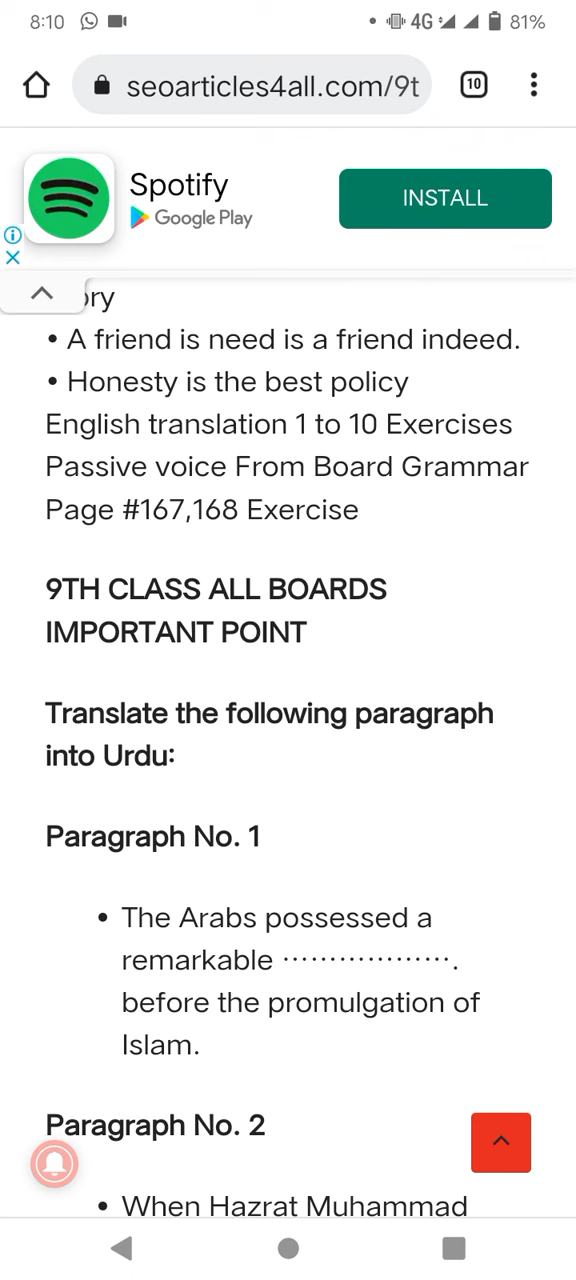 8:10 4G 81%
seoarticles4all.com/9t 10
Spotify
Google Play
INSTALL
• A friend is need is a friend indeed.
• Honesty is the best policy
English translation 1 to 10 Exercises
Passive voice From Board Grammar
Page #167,168 Exercise
9TH CLASS ALL BOARDS
IMPORTANT POINT
Translate the following paragraph
into Urdu:
Paragraph No. 1
• The Arabs possessed a
remarkable ………………. 
before the promulgation of
Islam.
Paragraph No. 2
• When Hazrat Muhammad